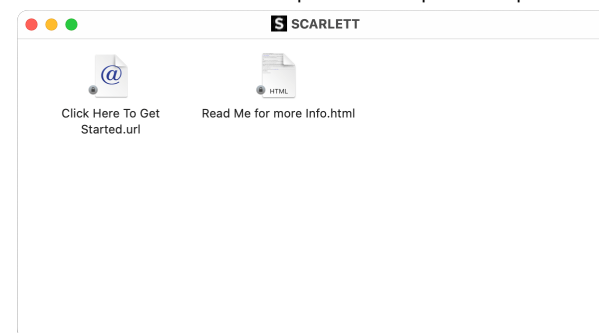 S SCARLETT
@
HTML
Click Here To Get
Started.url
Read Me for more Info.html